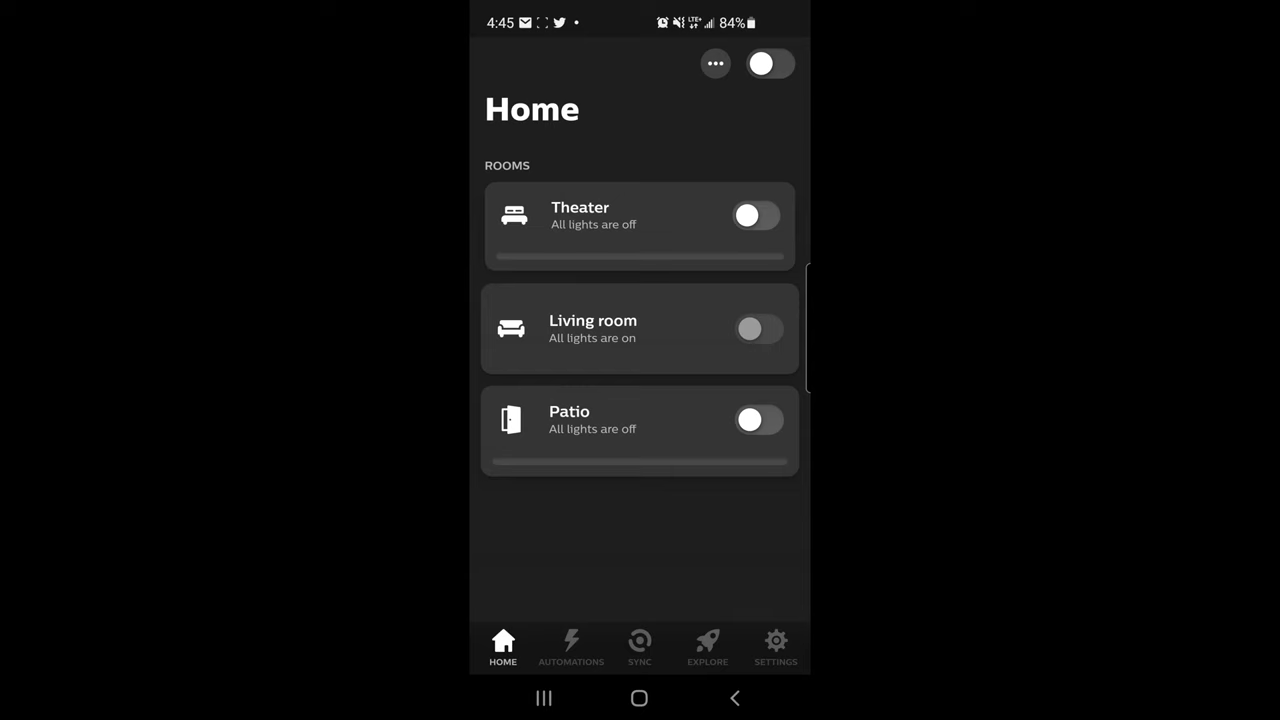 4:45 LTE+ 84%
Home
ROOMS
Theater
All lights are off
Living room
All lights are on
Patio
All lights are off
HOME AUTOMATIONS SYNC EXPLORE SETTINGS